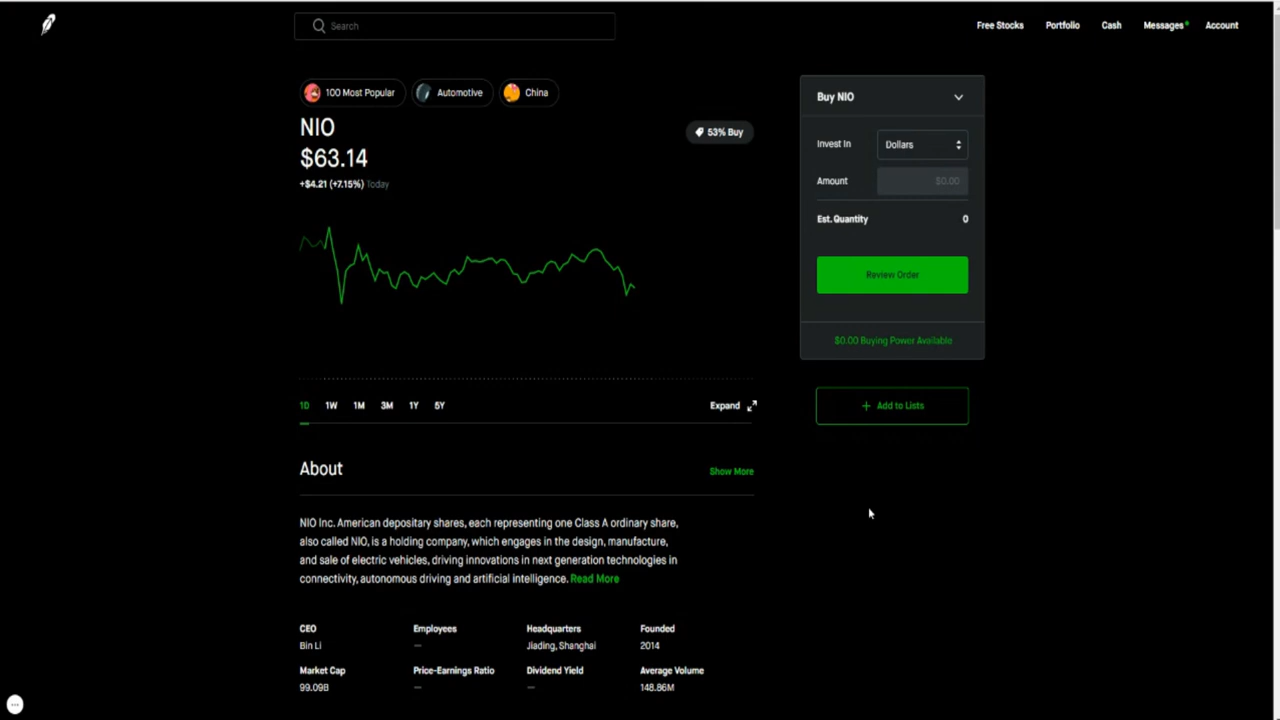 Search
Free Stocks Portfolio Cash Messages Account
100 Most Popular Automotive China
NIO
$63.14
+$4.21 (+7.15%) Today
53% Buy
Buy NIO
Invest In Dollars
Amount $0.00
Est. Quantity 0
Review Order
$0.00 Buying Power Available
1D 1W 1M 3M 1Y 5Y Expand
+ Add to Lists
About Show More
NIO Inc. American depositary shares, each representing one Class A ordinary share,
also called NIO, is a holding company, which engages in the design, manufacture,
and sale of electric vehicles, driving innovations in next generation technologies in
connectivity, autonomous driving and artificial intelligence. Read More
CEO Employees Headquarters Founded
Bin Li — Jiading, Shanghai 2014
Market Cap Price-Earnings Ratio Dividend Yield Average Volume
99.09B — — 148.86M